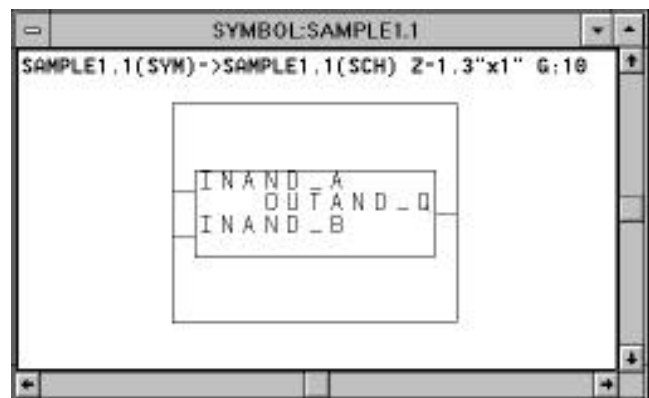 SYMBOL:SAMPLE1.1
SAMPLE1.1(SYM)->SAMPLE1.1(SCH) Z-1.3"x1" G:10
INAND_A
OUTAND_Q
INAND_B